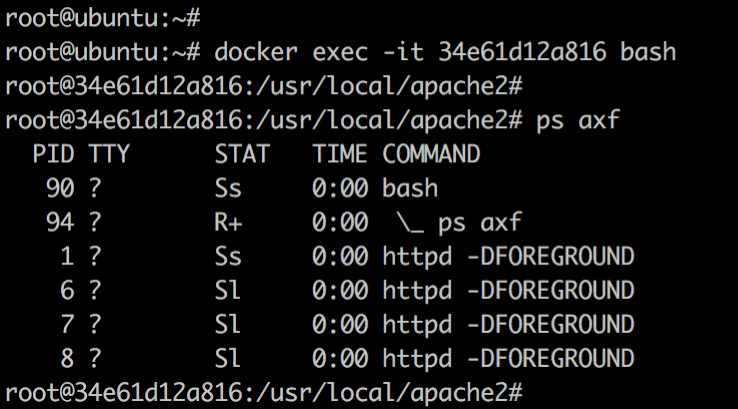 root@ubuntu:~#
root@ubuntu:~# docker exec -it 34e61d12a816 bash
root@34e61d12a816:/usr/local/apache2#
root@34e61d12a816:/usr/local/apache2# ps axf
  PID TTY      STAT   TIME COMMAND
   90 ?        Ss     0:00 bash
   94 ?        R+     0:00  \_ ps axf
    1 ?        Ss     0:00 httpd -DFOREGROUND
    6 ?        Sl     0:00 httpd -DFOREGROUND
    7 ?        Sl     0:00 httpd -DFOREGROUND
    8 ?        Sl     0:00 httpd -DFOREGROUND
root@34e61d12a816:/usr/local/apache2#